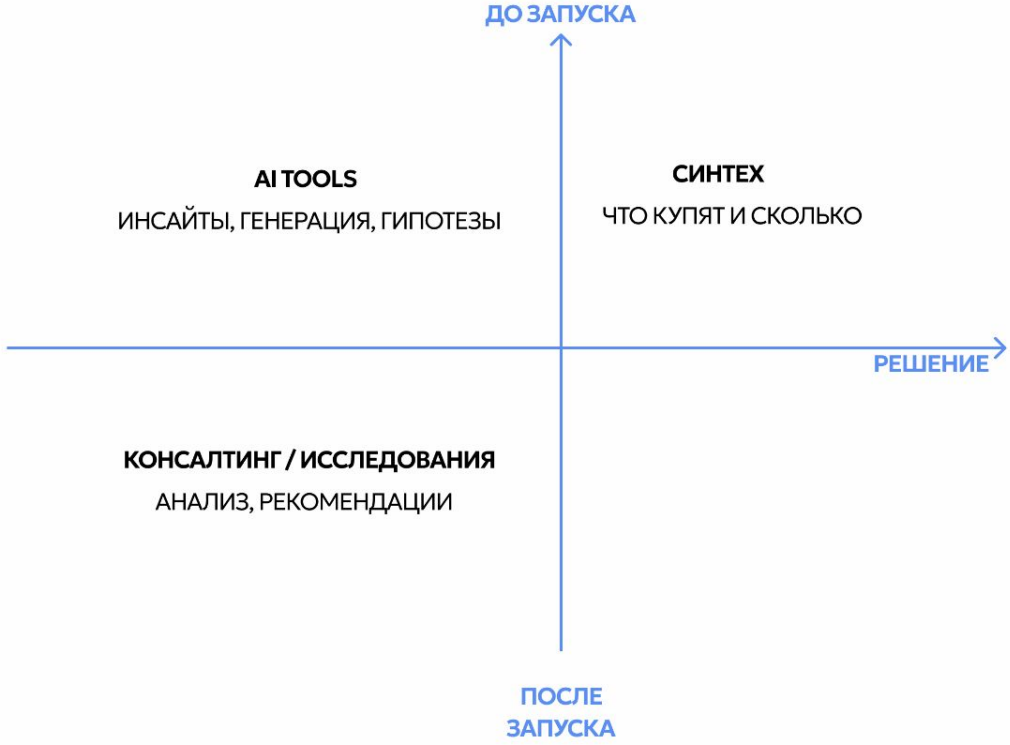 ДО ЗАПУСКА
AI TOOLS
ИНСАЙТЫ, ГЕНЕРАЦИЯ, ГИПОТЕЗЫ
СИНТЕХ
ЧТО КУПЯТ И СКОЛЬКО
РЕШЕНИЕ
КОНСАЛТИНГ / ИССЛЕДОВАНИЯ
АНАЛИЗ, РЕКОМЕНДАЦИИ
ПОСЛЕ
ЗАПУСКА